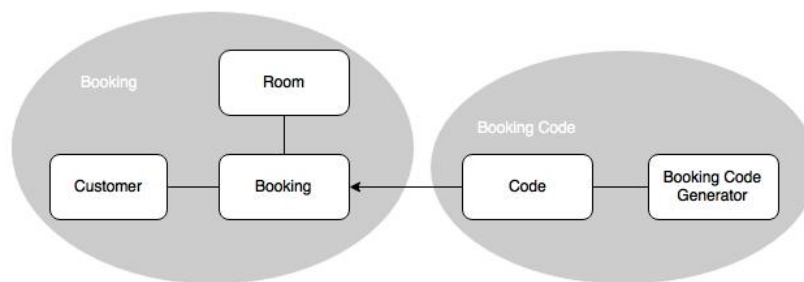 Booking
Room
Customer
Booking
Booking Code
Code
Booking Code
Generator